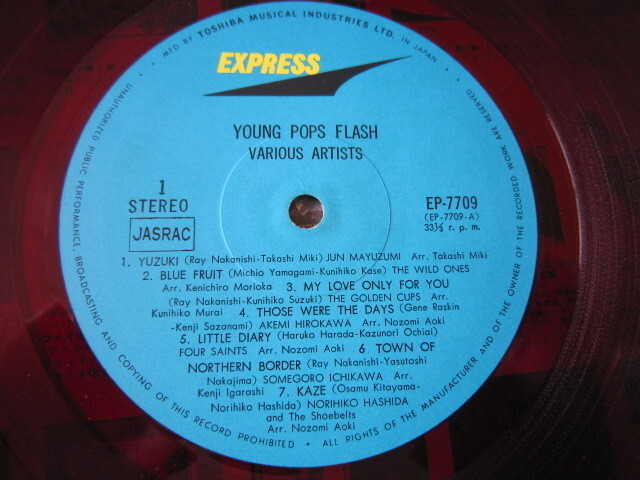 MFD BY TOSHIBA MUSICAL INDUSTRIES LTD. IN JAPAN
EXPRESS
YOUNG POPS FLASH
VARIOUS ARTISTS
1
STEREO
JASRAC
EP-7709
(EP-7709-A)
33⅓ r. p. m.
1. YUZUKI (Ray Nakanishi-Takashi Miki) JUN MAYUZUMI Arr. Takashi Miki
2. BLUE FRUIT (Michio Yamagami-Kunihiko Kase) THE WILD ONES
Arr. Kenichiro Morioka 3. MY LOVE ONLY FOR YOU
(Ray Nakanishi-Kunihiko Suzuki) THE GOLDEN CUPS Arr.
Kunihiko Murai 4. THOSE WERE THE DAYS (Gene Raskin
-Kenji Sazanami) AKEMI HIROKAWA Arr. Nozomi Aoki
5. LITTLE DIARY (Haruko Harada-Kazunori Ochiai)
FOUR SAINTS Arr. Nozomi Aoki 6 TOWN OF
NORTHERN BORDER (Ray Nakanishi-Yasutoshi
Nakajima) SOMEGORO ICHIKAWA Arr.
Kenji Igarashi 7. KAZE (Osamu Kitayama-
Norihiko Hashida) NORIHIKO HASHIDA
and The Shoebelts
Arr. Nozomi Aoki
UNAUTHORIZED PUBLIC PERFORMANCE, BROADCASTING AND COPYING OF THIS RECORD PROHIBITED • ALL RIGHTS OF THE MANUFACTURER AND OF THE OWNER OF THE RECORDED WORK ARE RESERVED